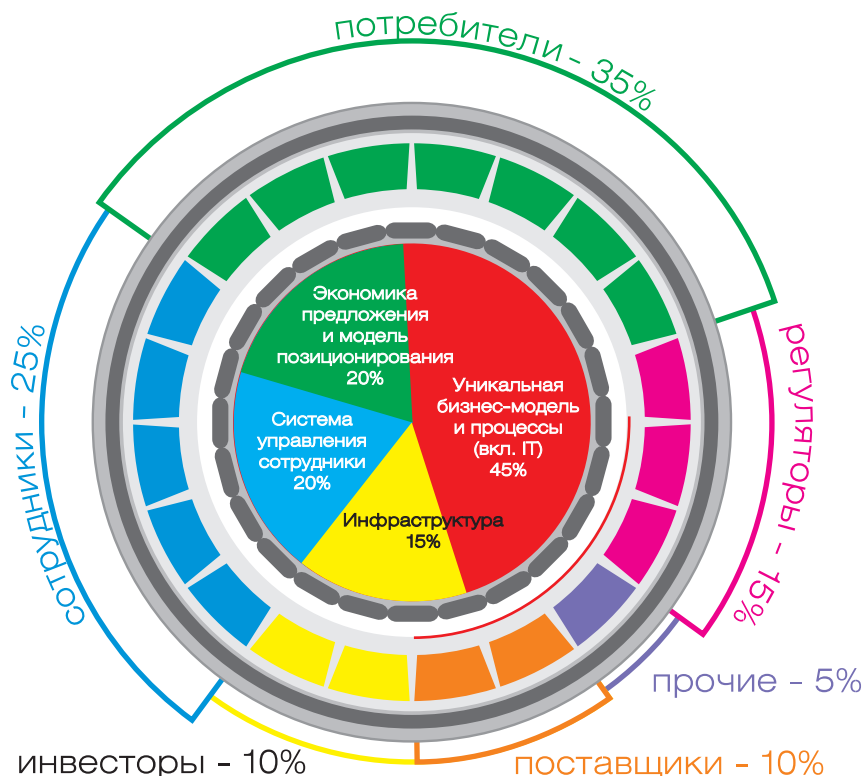 потребители - 35%
сотрудники - 25%
регуляторы - 15%
Экономика
предложения
и модель
позиционирования
20%
Уникальная
бизнес-модель
и процессы
(вкл. IT)
45%
Система
управления
сотрудники
20%
Инфраструктура
15%
прочие - 5%
инвесторы - 10%
поставщики - 10%